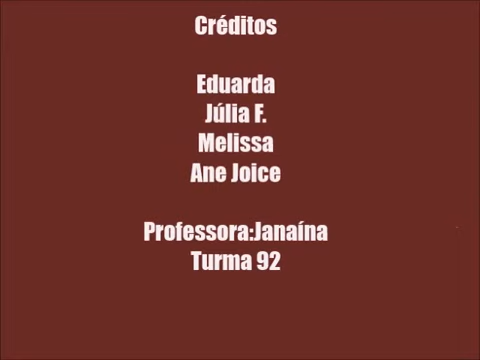 Créditos
Eduarda
Júlia F.
Melissa
Ane Joice
Professora:Janaína
Turma 92